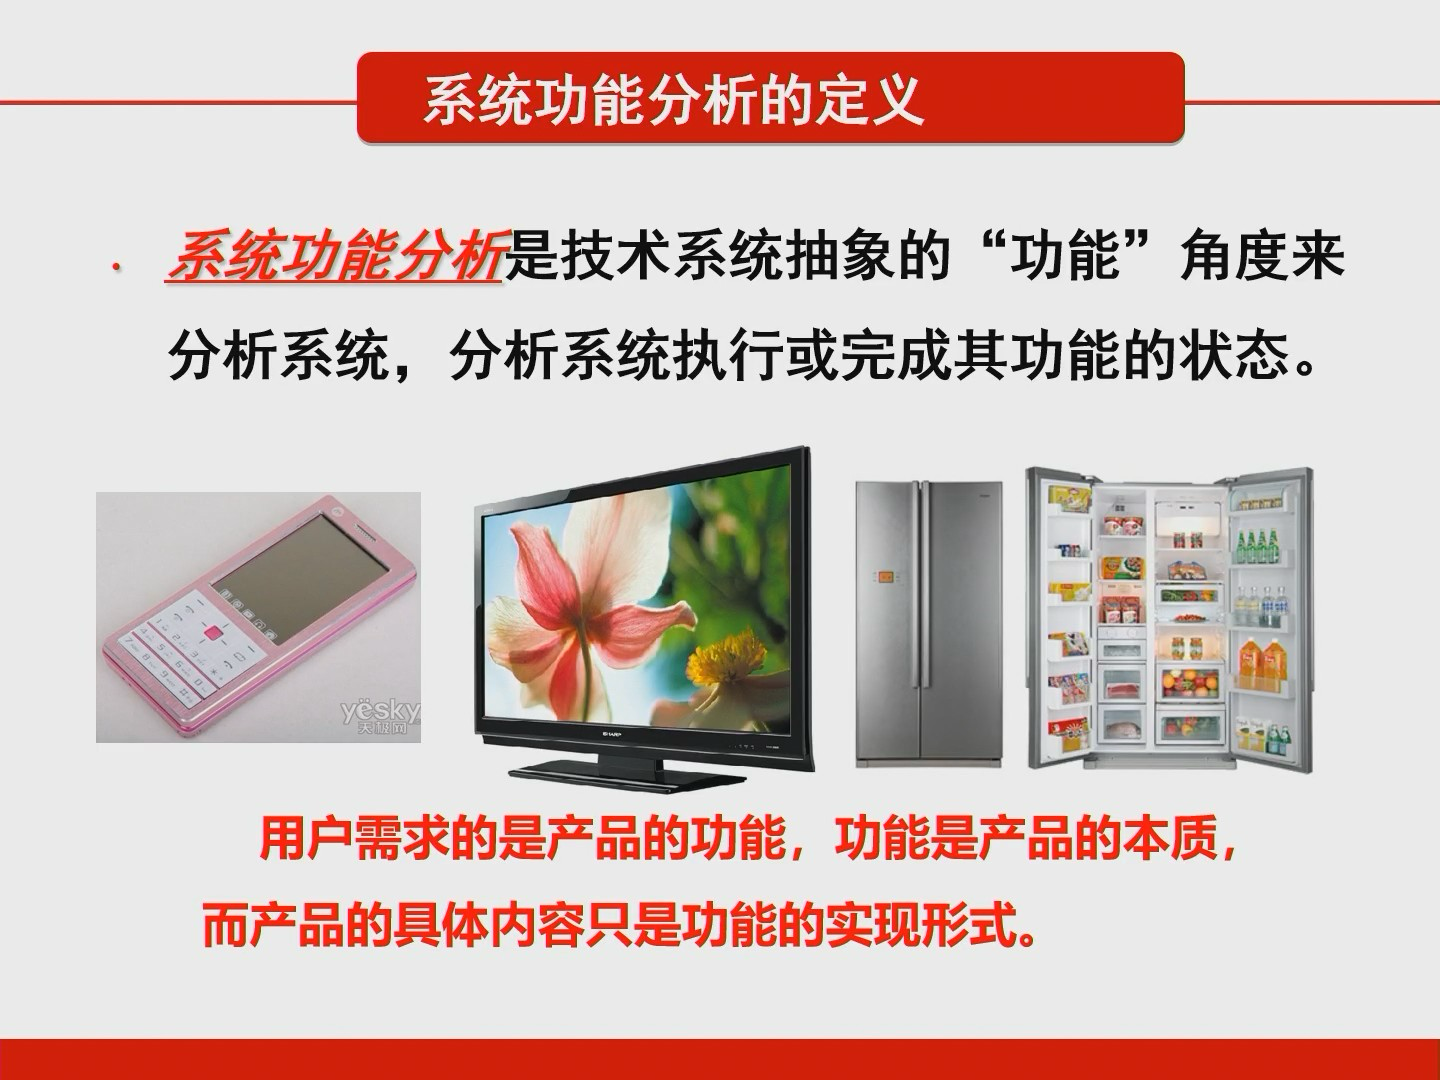 系统功能分析的定义
· 系统功能分析是技术系统抽象的“功能”角度来
分析系统，分析系统执行或完成其功能的状态。
yësky
天极网
SHARP
用户需求的是产品的功能，功能是产品的本质，
而产品的具体内容只是功能的实现形式。